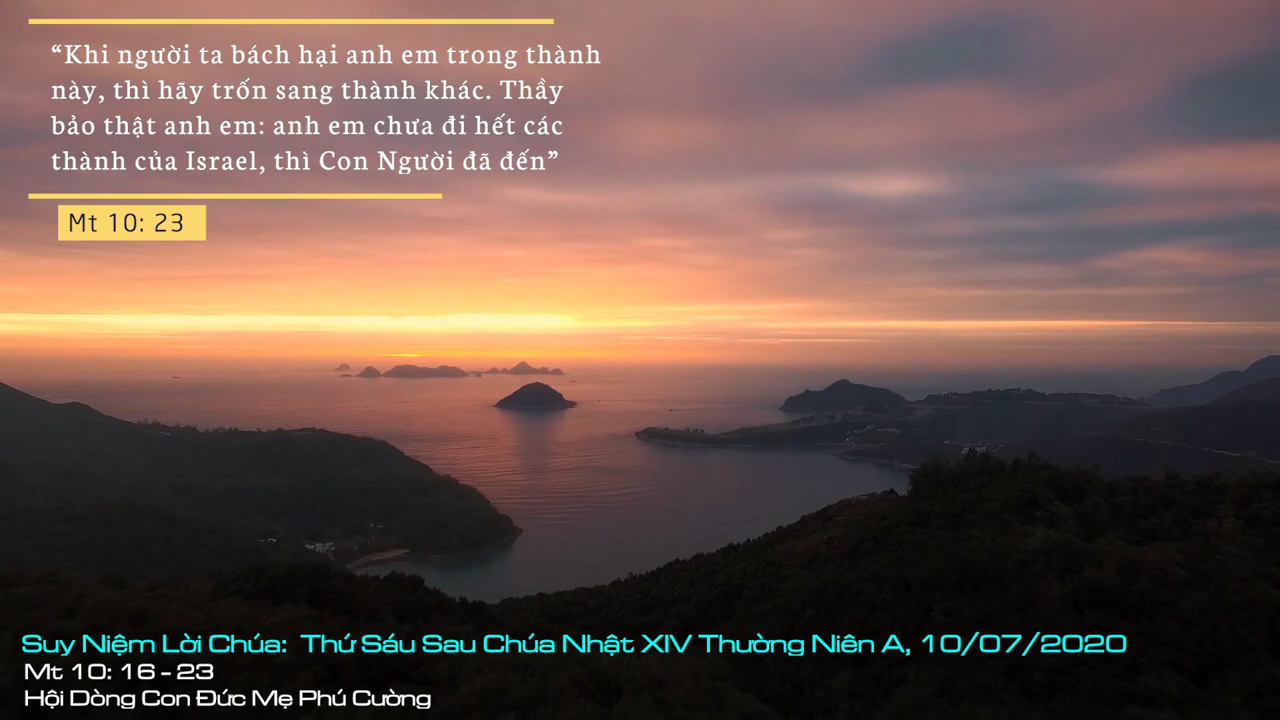 “Khi người ta bách hại anh em trong thành
này, thì hãy trốn sang thành khác. Thầy
bảo thật anh em: anh em chưa đi hết các
thành của Israel, thì Con Người đã đến”
Mt 10: 23
Suy Niệm Lời Chúa: Thứ Sáu Sau Chúa Nhật XIV Thường Niên A, 10/07/2020
Mt 10: 16 - 23
Hội Dòng Con Đức Mẹ Phú Cường